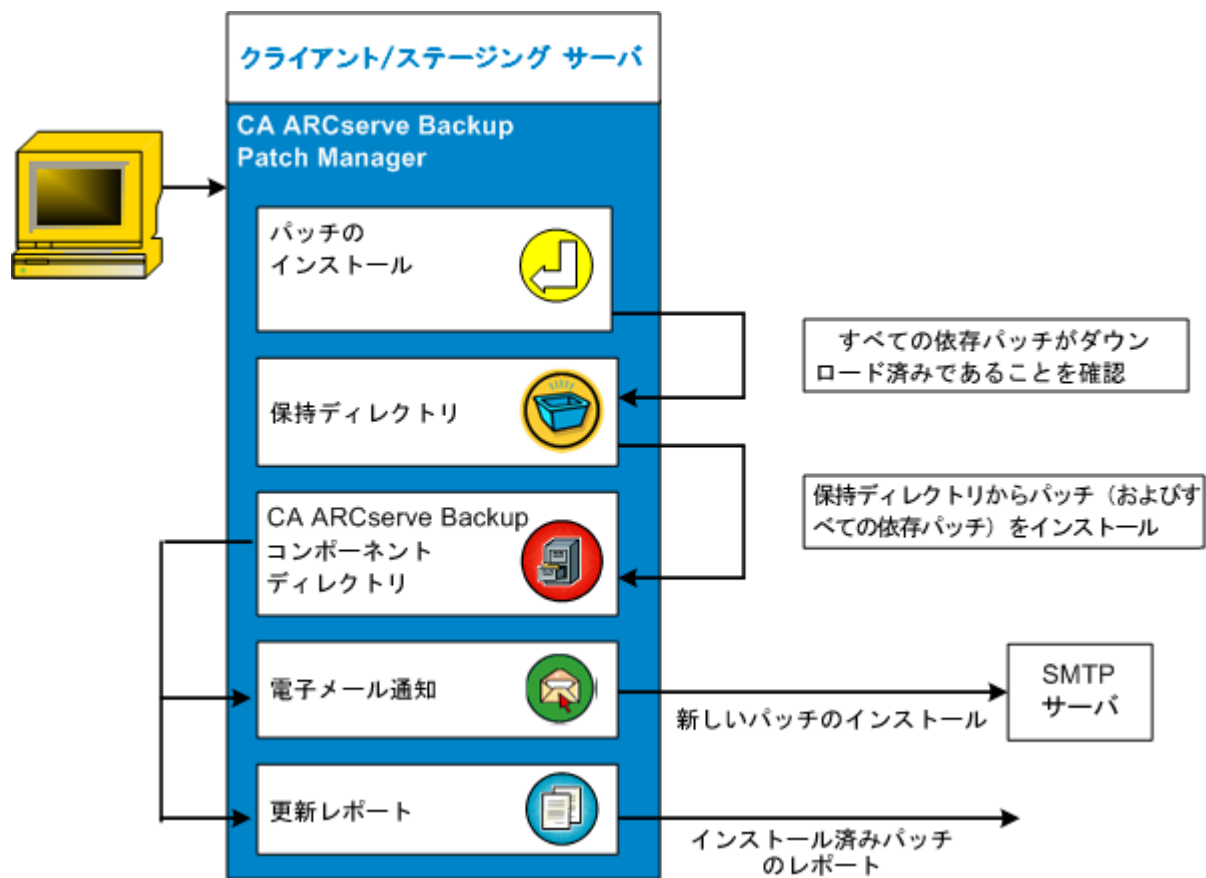 クライアント/ステージング サーバ
CA ARCserve Backup
Patch Manager
パッチの
インストール
すべての依存パッチがダウン
ロード済みであることを確認
保持ディレクトリ
保持ディレクトリからパッチ（およびす
べての依存パッチ）をインストール
CA ARCserve Backup
コンポーネント
ディレクトリ
電子メール通知
新しいパッチのインストール
SMTP
サーバ
更新レポート
インストール済みパッチ
のレポート